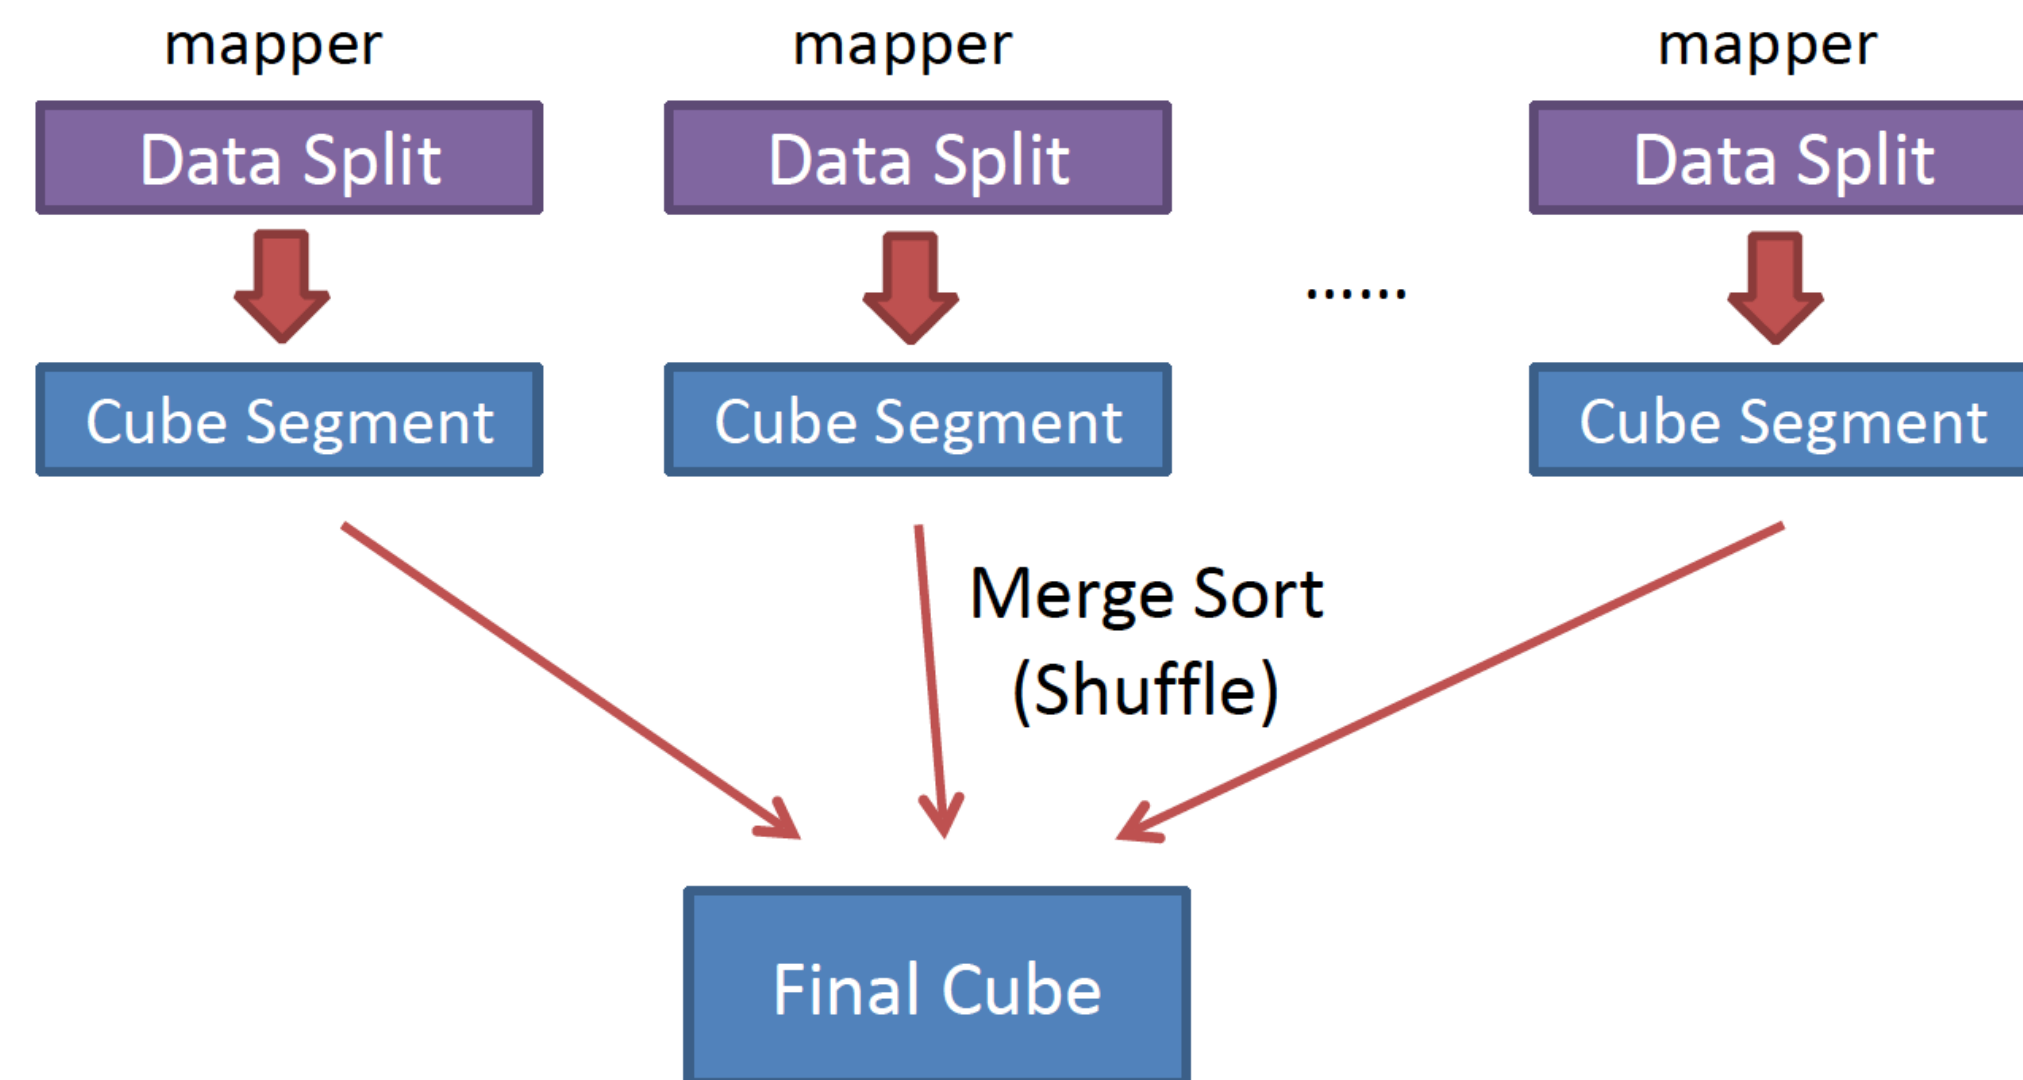 mapper mapper mapper
Data Split Data Split Data Split
......
Cube Segment Cube Segment Cube Segment
Merge Sort
(Shuffle)
Final Cube